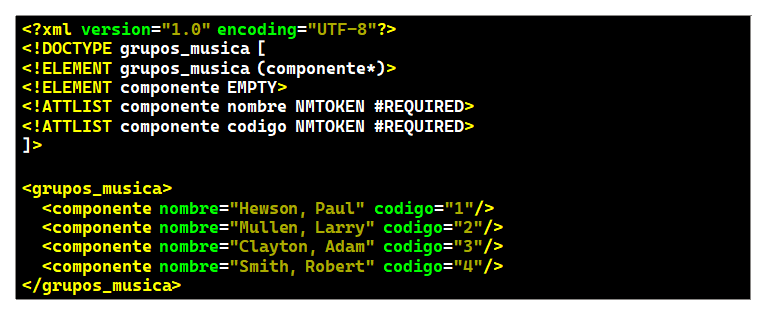 <?xml version="1.0" encoding="UTF-8"?>
<!DOCTYPE grupos_musica [
<!ELEMENT grupos_musica (componente*)>
<!ELEMENT componente EMPTY>
<!ATTLIST componente nombre NMTOKEN #REQUIRED>
<!ATTLIST componente codigo NMTOKEN #REQUIRED>
]>
<grupos_musica>
<componente nombre="Hewson, Paul" codigo="1"/>
<componente nombre="Mullen, Larry" codigo="2"/>
<componente nombre="Clayton, Adam" codigo="3"/>
<componente nombre="Smith, Robert" codigo="4"/>
</grupos_musica>